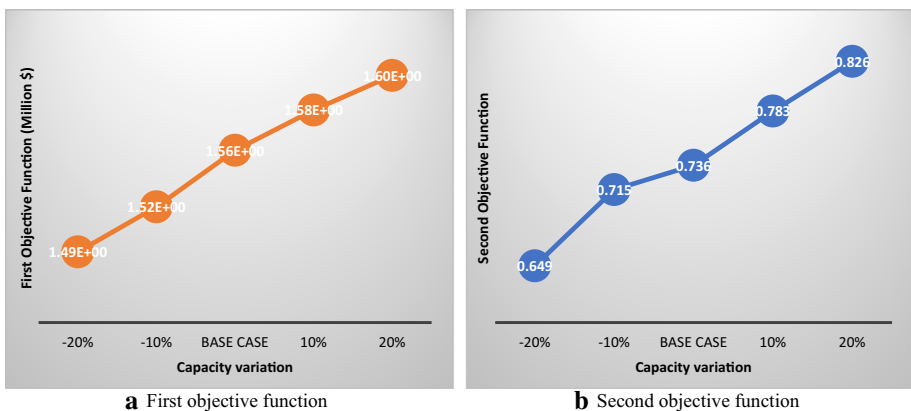 First Objective Function (Million $)
1.60E+00
1.58E+00
1.56E+00
1.52E+00
1.49E+00
-20% -10% BASE CASE 10% 20%
Capacity variation
a First objective function
Second Objective Function
0.826
0.783
0.736
0.715
0.649
-20% -10% BASE CASE 10% 20%
Capacity variation
b Second objective function